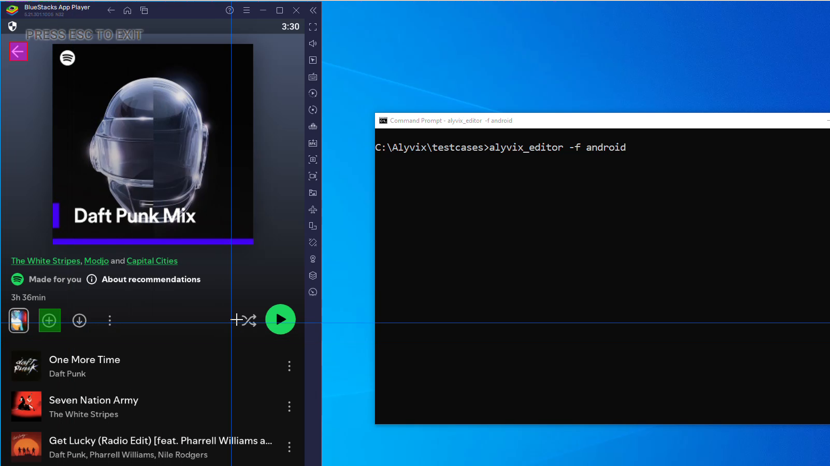 BlueStacks App Player
3:30
PRESS ESC TO EXIT
Daft Punk Mix
The White Stripes, Modjo and Capital Cities
Made for you About recommendations
3h 36min
One More Time
Daft Punk
Seven Nation Army
The White Stripes
Get Lucky (Radio Edit) [feat. Pharrell Williams a...
Daft Punk, Pharrell Williams, Nile Rodgers
Command Prompt - alyvix_editor -f android
C:\Alyvix\testcases>alyvix_editor -f android